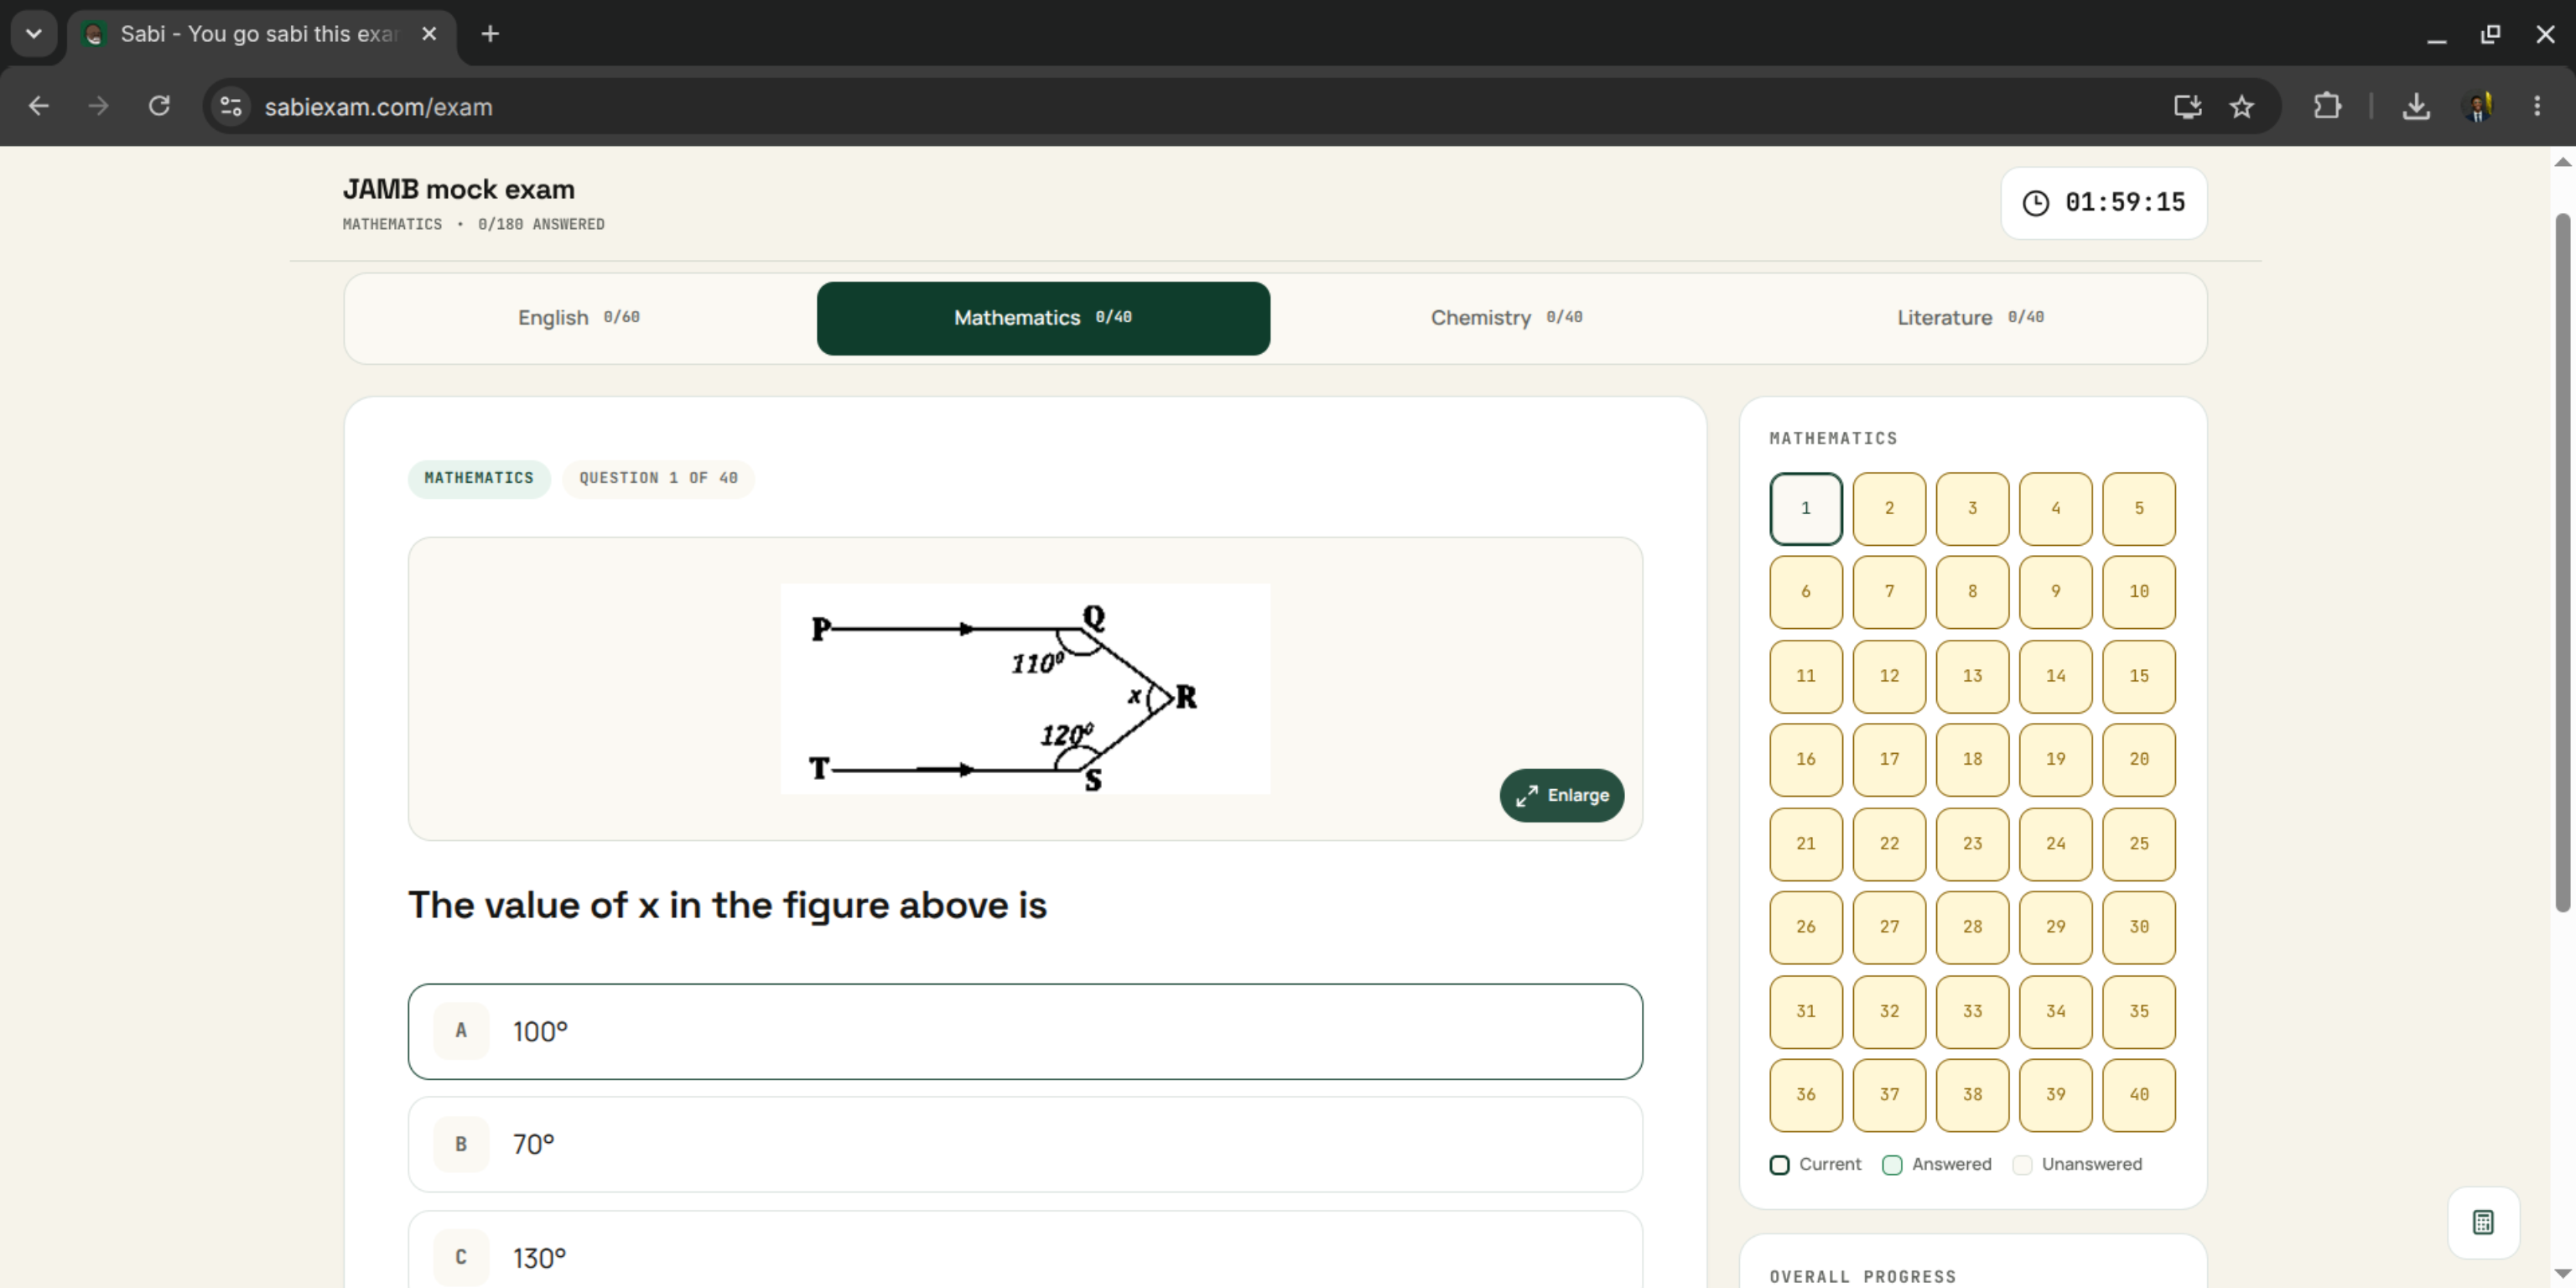 Sabi - You go sabi this exa
sabiexam.com/exam
JAMB mock exam
MATHEMATICS • 0/180 ANSWERED
01:59:15
English 0/60
Mathematics 0/40
Chemistry 0/40
Literature 0/40
MATHEMATICS QUESTION 1 OF 40
P
Q
110⁰
x
R
120⁰
T
S
Enlarge
The value of x in the figure above is
A 100°
B 70°
C 130°
MATHEMATICS
1 2 3 4 5
6 7 8 9 10
11 12 13 14 15
16 17 18 19 20
21 22 23 24 25
26 27 28 29 30
31 32 33 34 35
36 37 38 39 40
Current Answered Unanswered
OVERALL PROGRESS